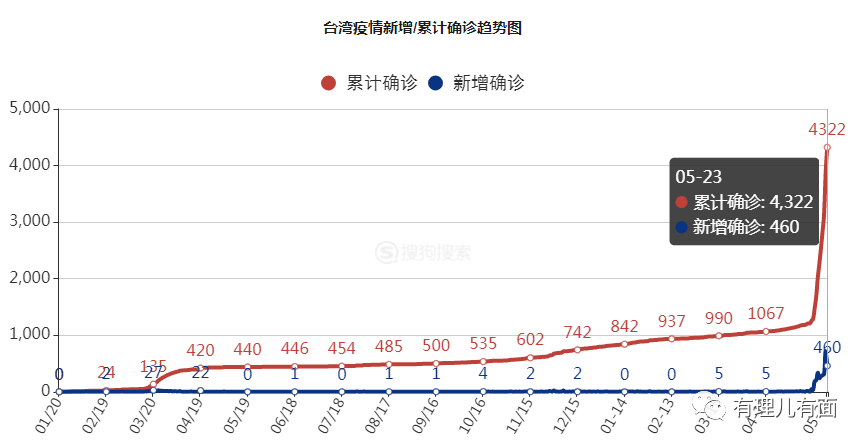 台湾疫情新增/累计确诊趋势图
累计确诊 新增确诊
5,000
4,000
3,000
2,000
1,000
0
4322
05-23
累计确诊: 4,322
新增确诊: 460
搜狗搜索
24 135 420 440 446 454 485 500 535 602 742 842 937 990 1067
0 2 27 22 0 1 0 1 1 4 2 2 0 0 5 5 460
01/20 02/19 03/20 04/19 05/19 06/18 07/18 08/17 09/16 10/16 11/15 12/15 01-14 02-13 03- 04- 05-
有理儿有面